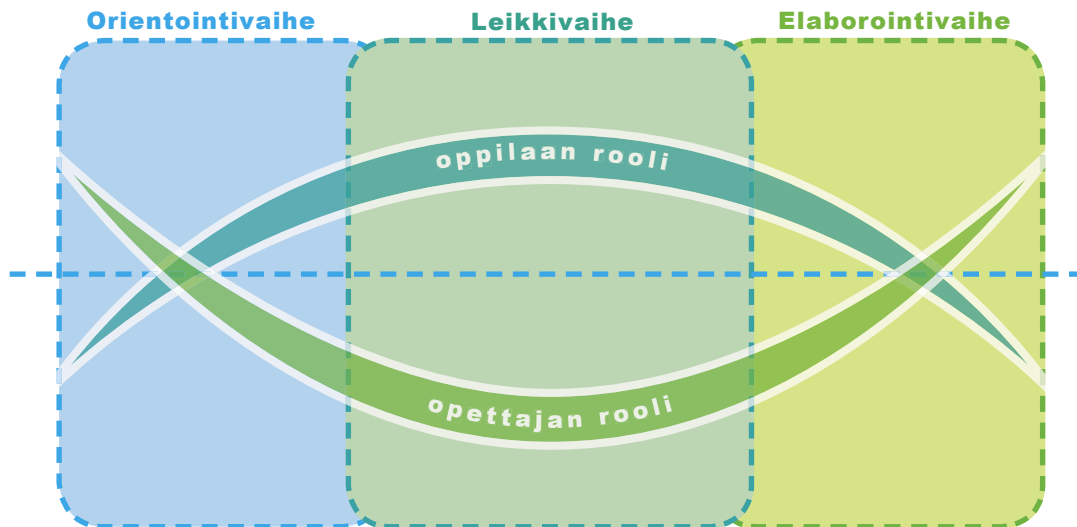 Orientointivaihe
Leikkivaihe
Elaborointivaihe
oppilaan rooli
opettajan rooli